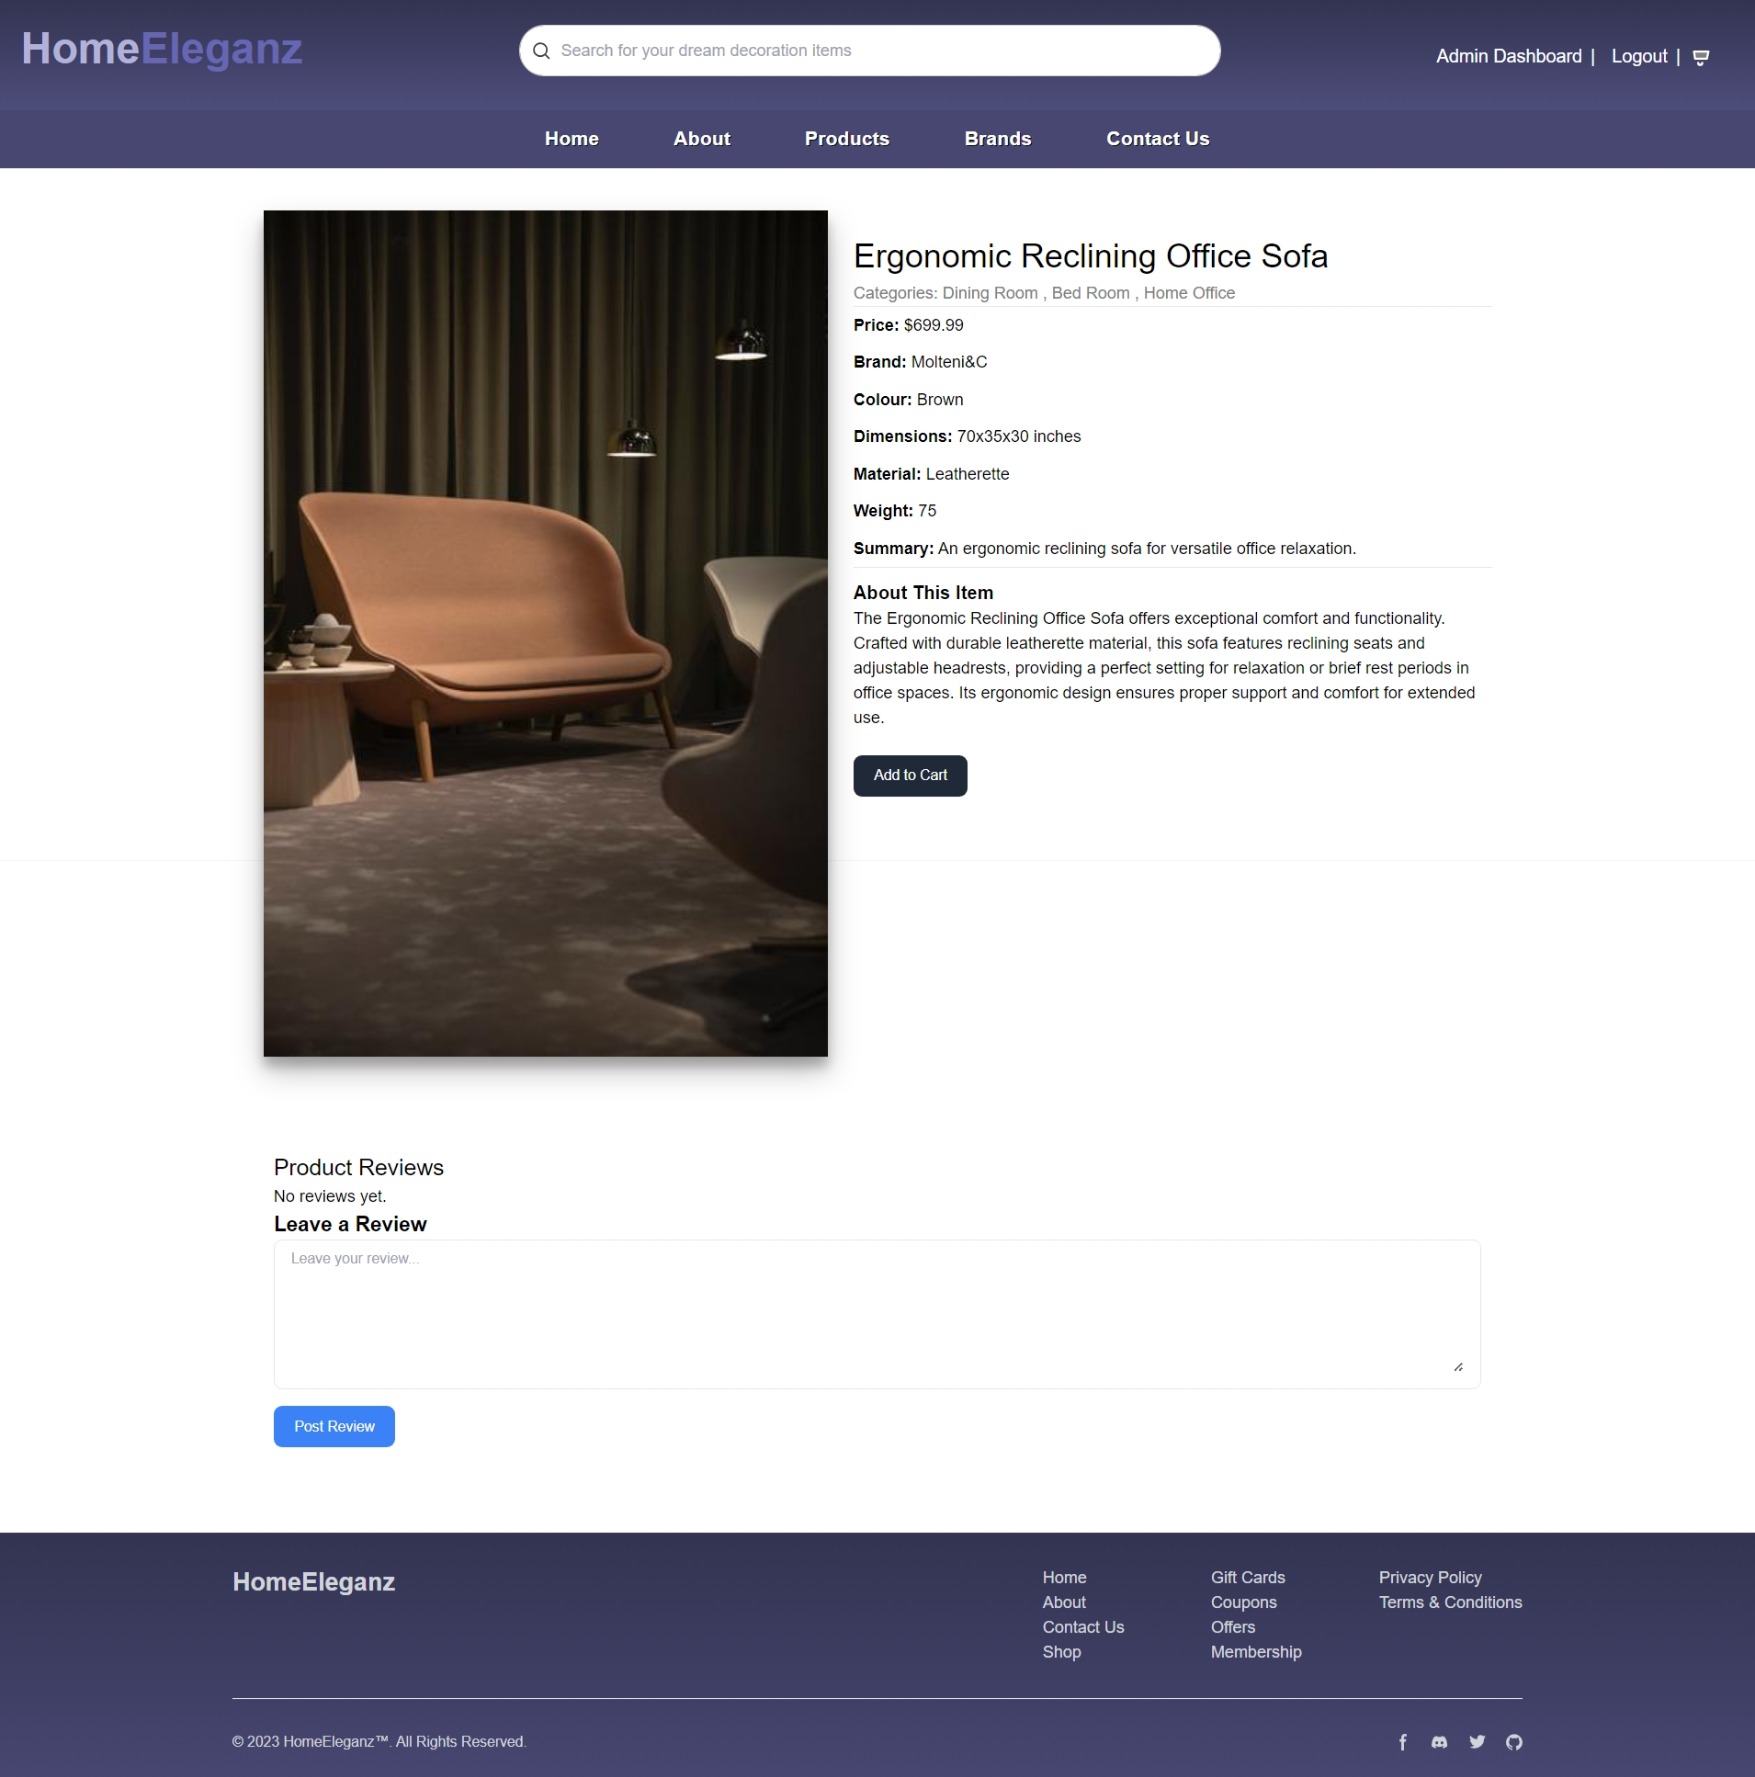 HomeEleganz
Search for your dream decoration items
Admin Dashboard | Logout |
Home About Products Brands Contact Us
Ergonomic Reclining Office Sofa
Categories: Dining Room , Bed Room , Home Office
Price: $699.99
Brand: Molteni&C
Colour: Brown
Dimensions: 70x35x30 inches
Material: Leatherette
Weight: 75
Summary: An ergonomic reclining sofa for versatile office relaxation.
About This Item
The Ergonomic Reclining Office Sofa offers exceptional comfort and functionality.
Crafted with durable leatherette material, this sofa features reclining seats and
adjustable headrests, providing a perfect setting for relaxation or brief rest periods in
office spaces. Its ergonomic design ensures proper support and comfort for extended
use.
Add to Cart
Product Reviews
No reviews yet.
Leave a Review
Leave your review...
Post Review
HomeEleganz
Home
About
Contact Us
Shop
Gift Cards
Coupons
Offers
Membership
Privacy Policy
Terms & Conditions
© 2023 HomeEleganz™. All Rights Reserved.